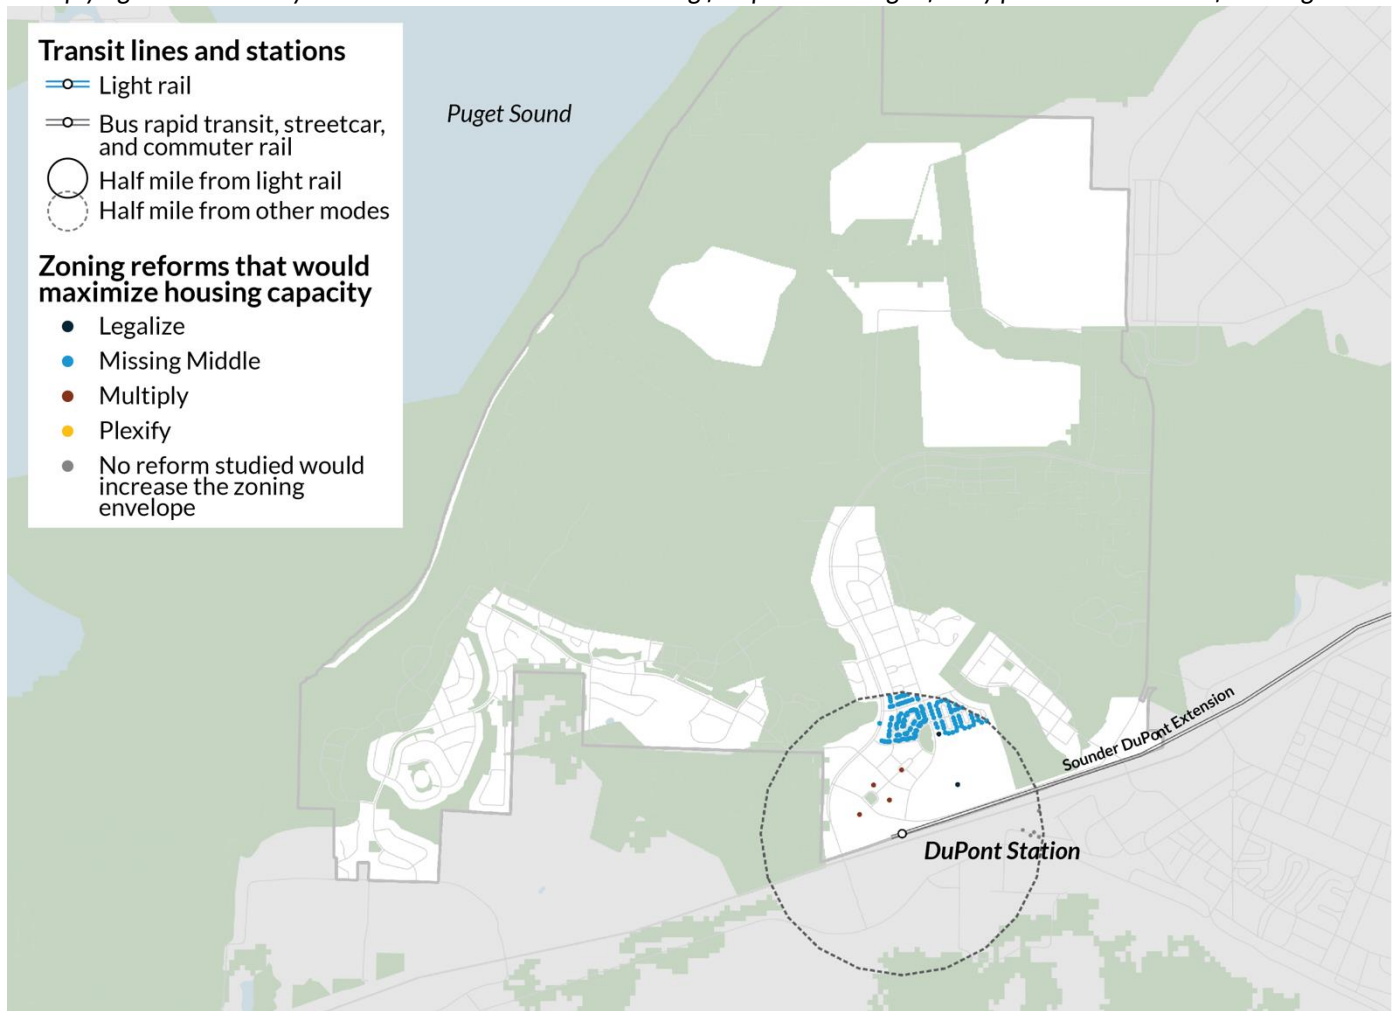 Transit lines and stations
Light rail
Bus rapid transit, streetcar,
and commuter rail
Half mile from light rail
Half mile from other modes
Zoning reforms that would
maximize housing capacity
Legalize
Missing Middle
Multiply
Plexify
No reform studied would
increase the zoning
envelope
Puget Sound
Sounder DuPont Extension
DuPont Station